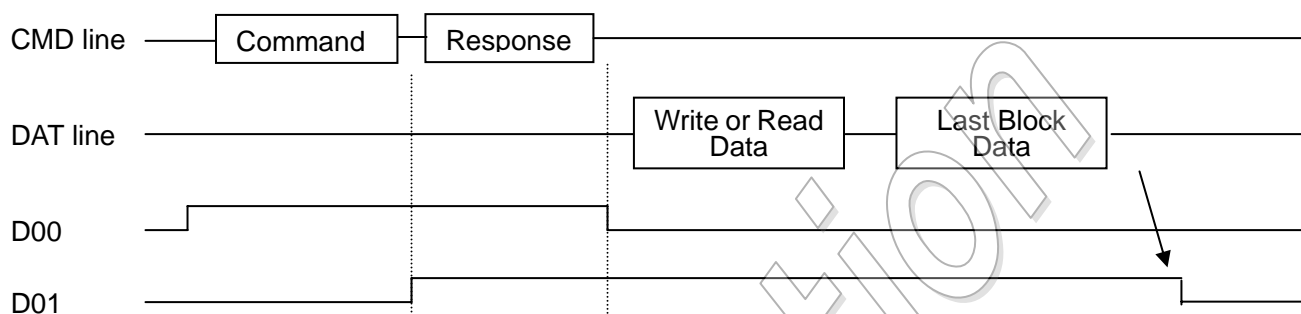 CMD line
Command
Response
DAT line
Write or Read
Data
Last Block
Data
D00
D01